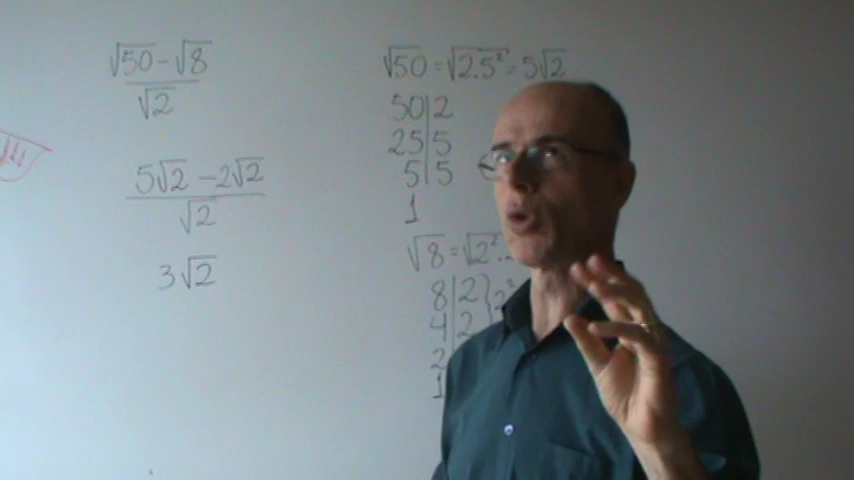 √50 - √8
√2
5√2 - 2√2
√2
3√2
√50 = √2.5² = 5√2
50|2
25|5
5|5
1
√8 = √2².
8|2
4|2
2
1